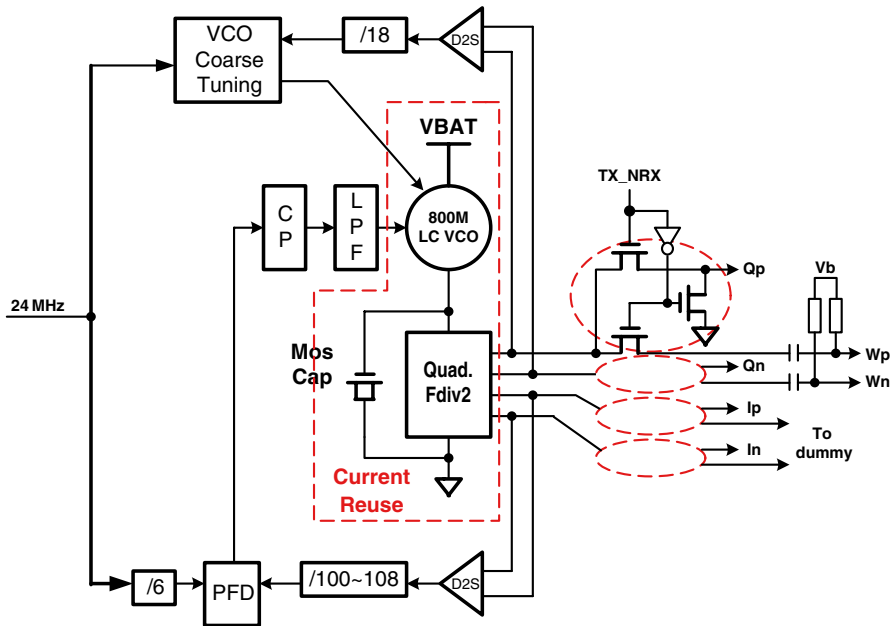 VCO
Coarse
Tuning
/18
D2S
VBAT
TX_NRX
C
P
L
P
F
800M
LC VCO
Qp
Vb
24 MHz
Mos
Cap
Quad.
Fdiv2
Wp
Qn
Wn
Ip
To
dummy
In
Current
Reuse
/6
PFD
/100~108
D2S